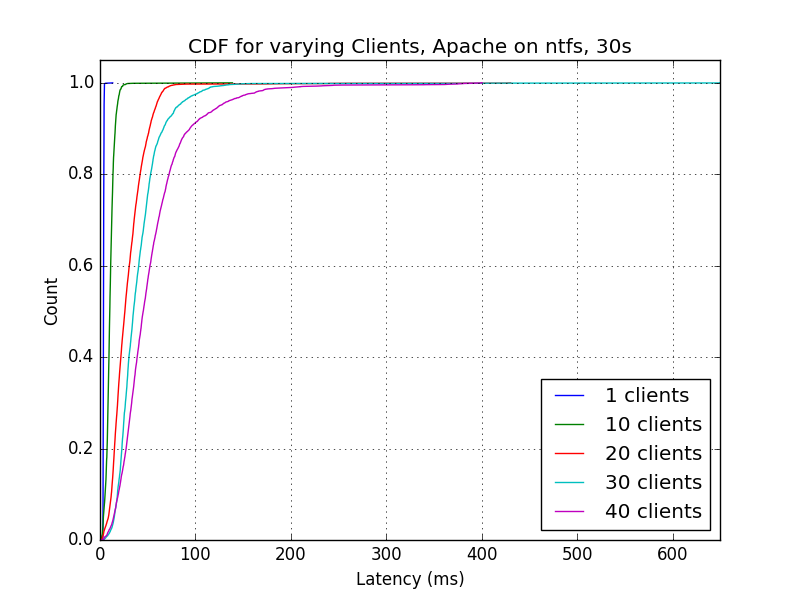 CDF for varying Clients, Apache on ntfs, 30s
1.0
0.8
0.6
0.4
0.2
0.0
Count
0 100 200 300 400 500 600
Latency (ms)
1 clients
10 clients
20 clients
30 clients
40 clients